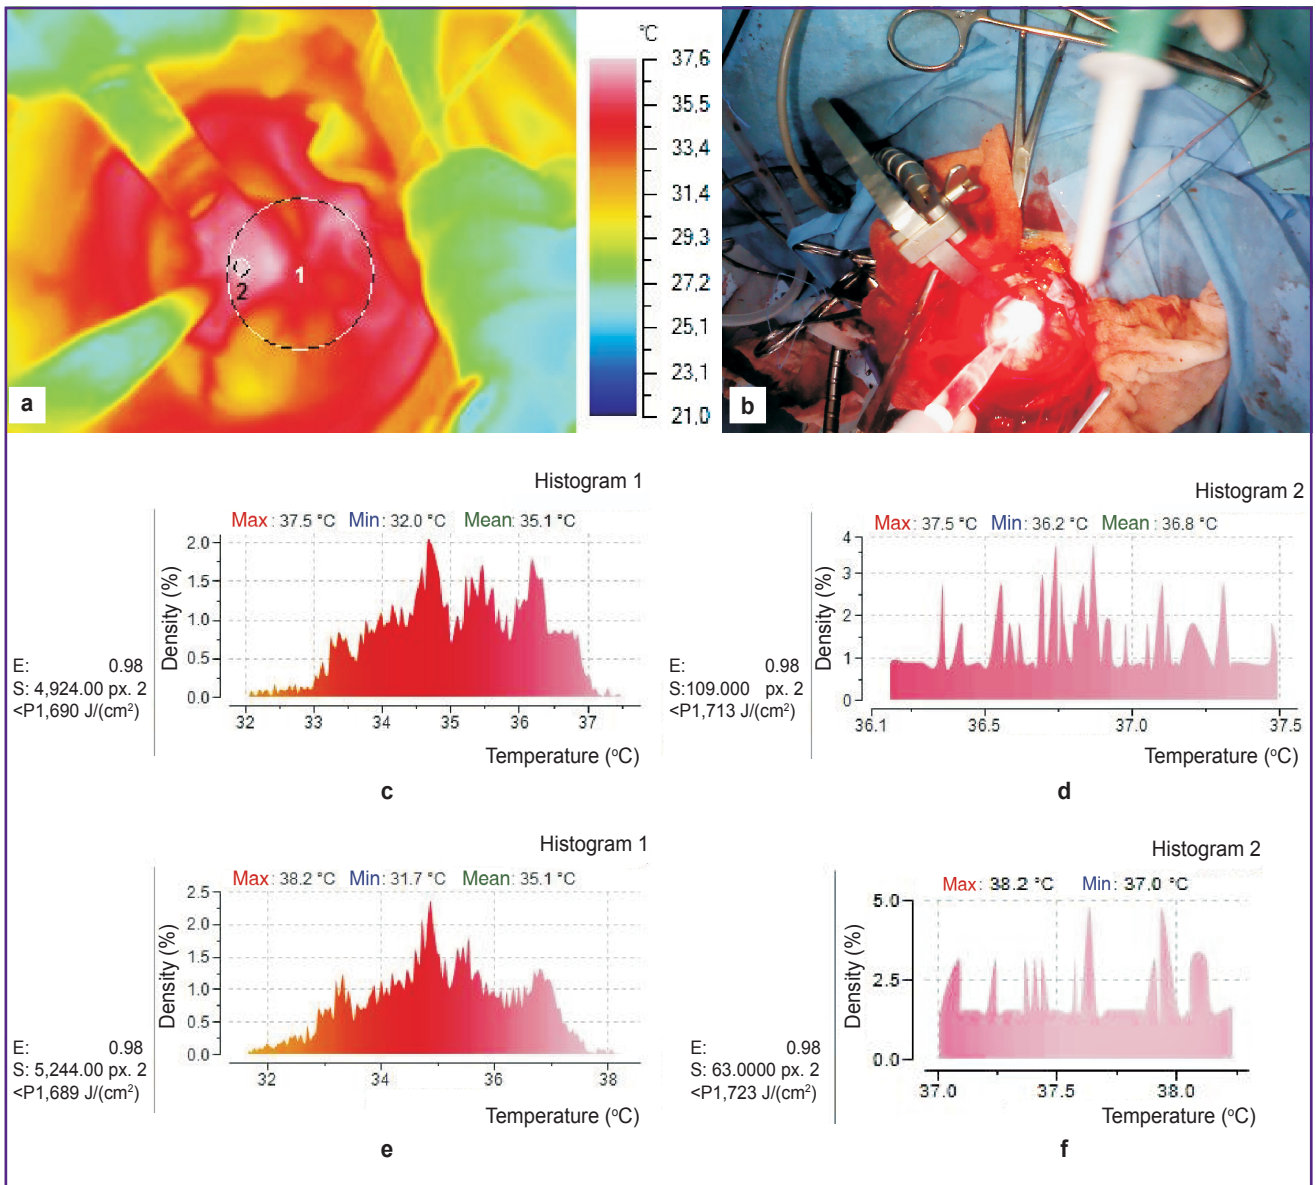 °C
37,6
35,5
33,4
31,4
29,3
27,2
25,1
23,1
21,0
1
2
a
b
Histogram 1
Max: 37.5 °C Min: 32.0 °C Mean: 35.1 °C
Density (%)
2.0
1.5
1.0
0.5
0.0
32 33 34 35 36 37
Temperature (°C)
E: 0.98
S: 4,924.00 px. 2
<P1,690 J/(cm²)
c
Histogram 2
Max: 37.5 °C Min: 36.2 °C Mean: 36.8 °C
Density (%)
4
3
2
1
0
36.1 36.5 37.0 37.5
Temperature (°C)
E: 0.98
S:109.000 px. 2
<P1,713 J/(cm²)
d
Histogram 1
Max: 38.2 °C Min: 31.7 °C Mean: 35.1 °C
Density (%)
2.5
2.0
1.5
1.0
0.5
0.0
32 34 36 38
Temperature (°C)
E: 0.98
S: 5,244.00 px. 2
<P1,689 J/(cm²)
e
Histogram 2
Max: 38.2 °C Min: 37.0 °C
Density (%)
5.0
2.5
0.0
37.0 37.5 38.0
Temperature (°C)
E: 0.98
S: 63.0000 px. 2
<P1,723 J/(cm²)
f